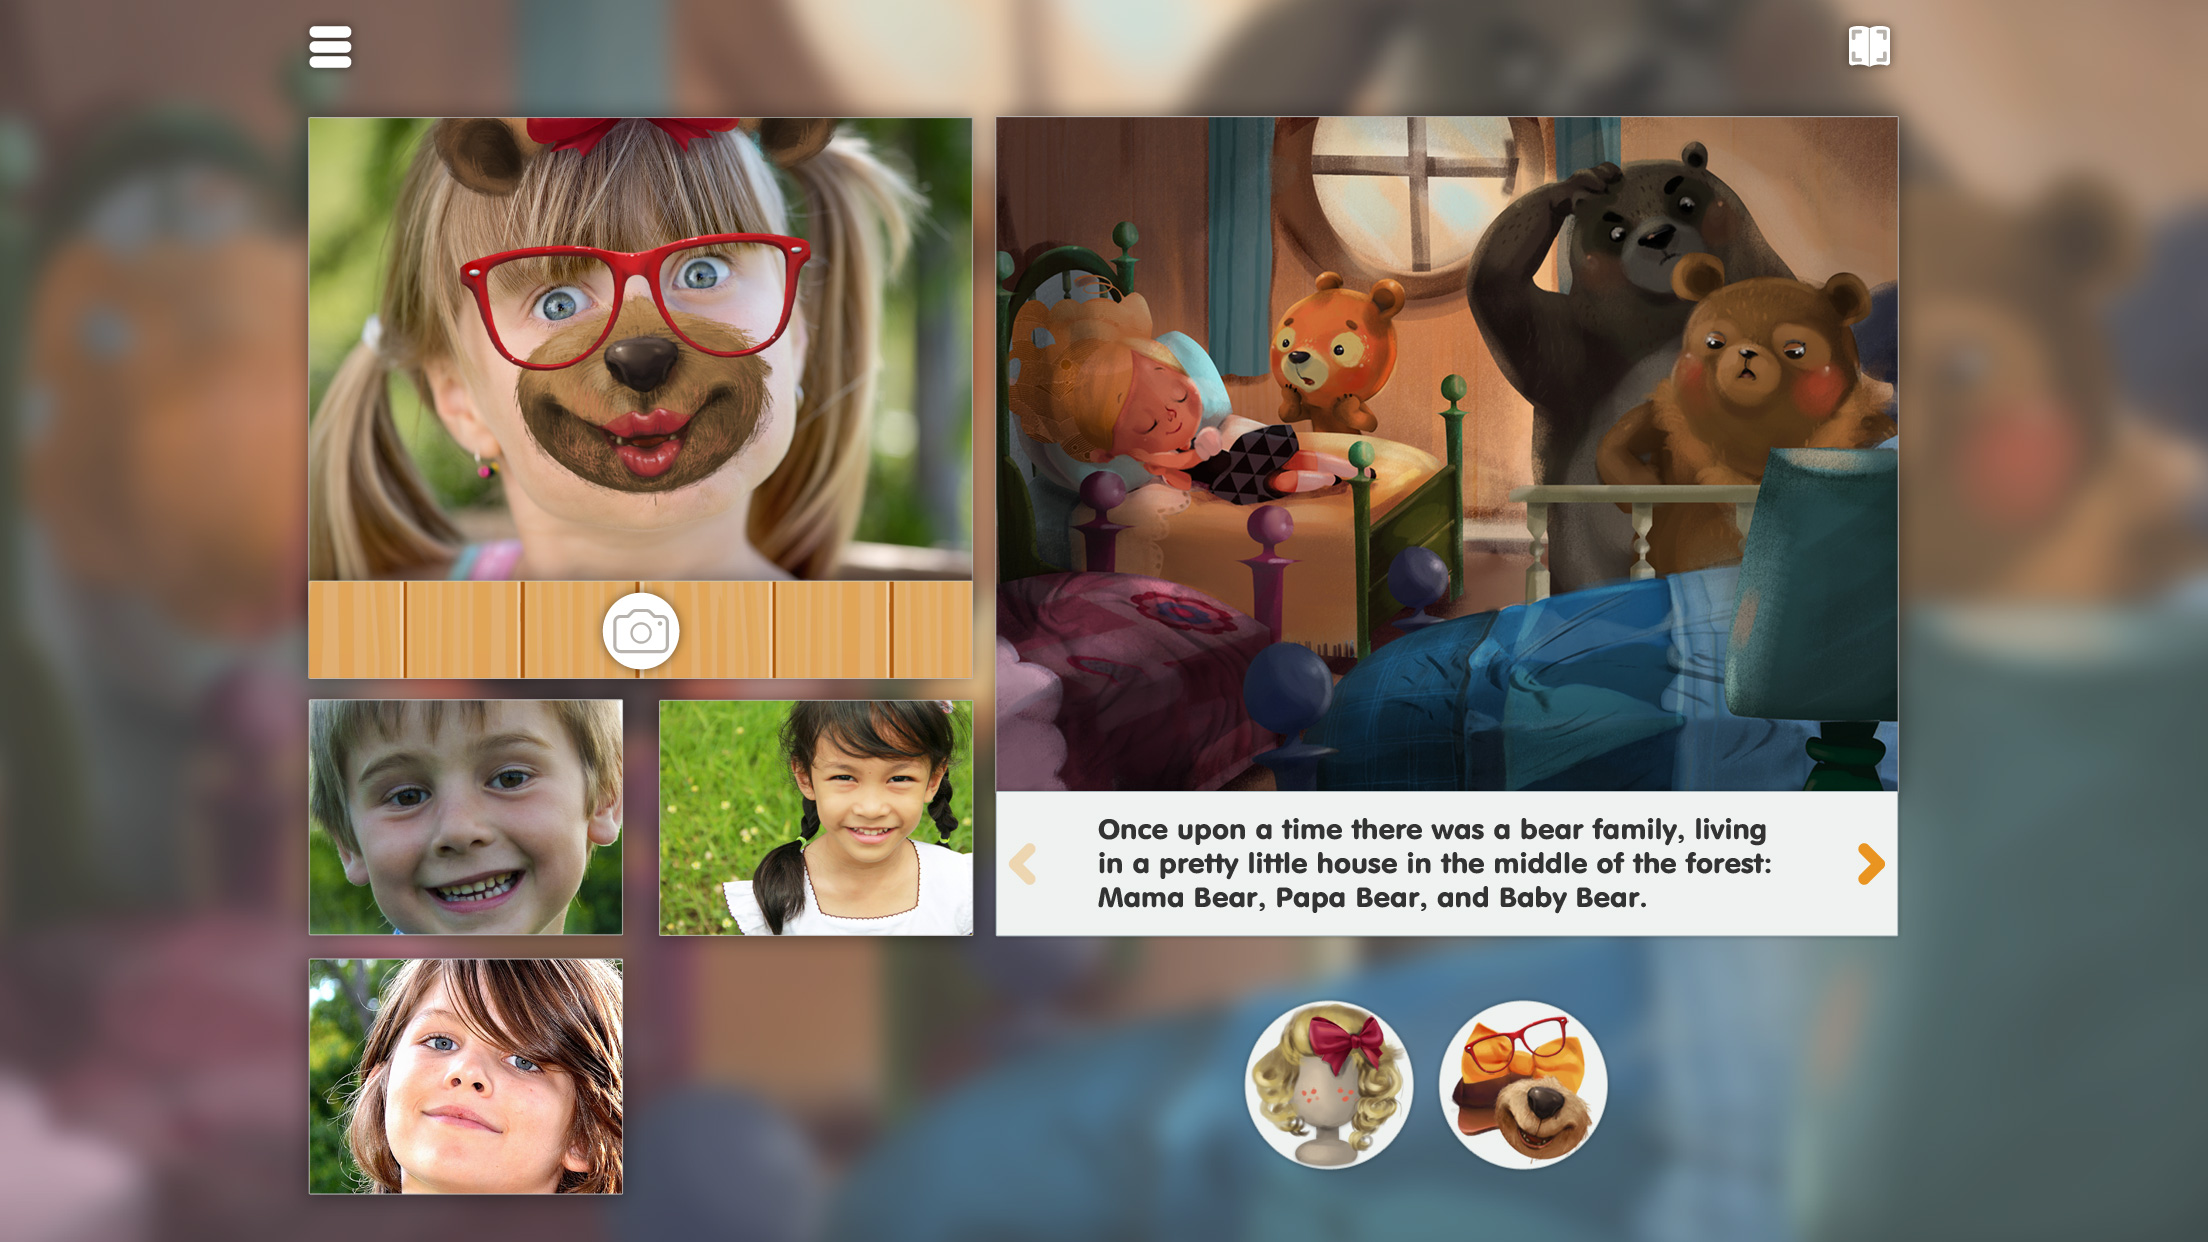 Once upon a time there was a bear family, living
in a pretty little house in the middle of the forest:
Mama Bear, Papa Bear, and Baby Bear.